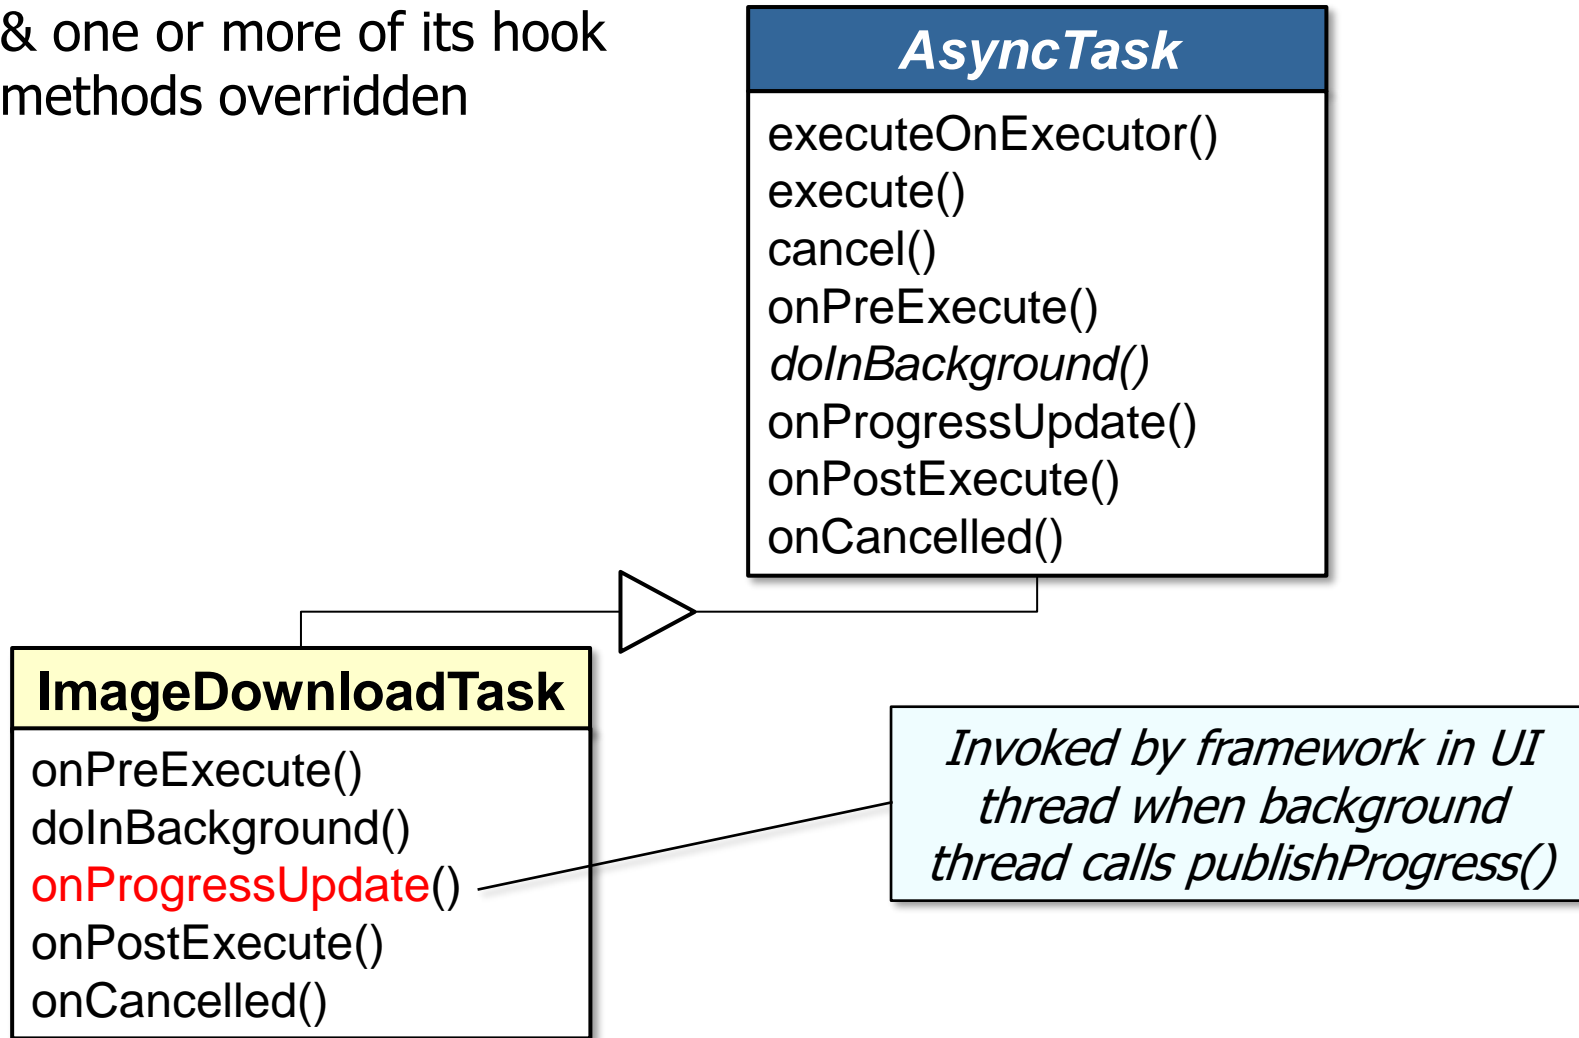 & one or more of its hook
methods overridden
AsyncTask
executeOnExecutor()
execute()
cancel()
onPreExecute()
doInBackground()
onProgressUpdate()
onPostExecute()
onCancelled()
ImageDownloadTask
onPreExecute()
doInBackground()
onProgressUpdate()
onPostExecute()
onCancelled()
Invoked by framework in UI
thread when background
thread calls publishProgress()